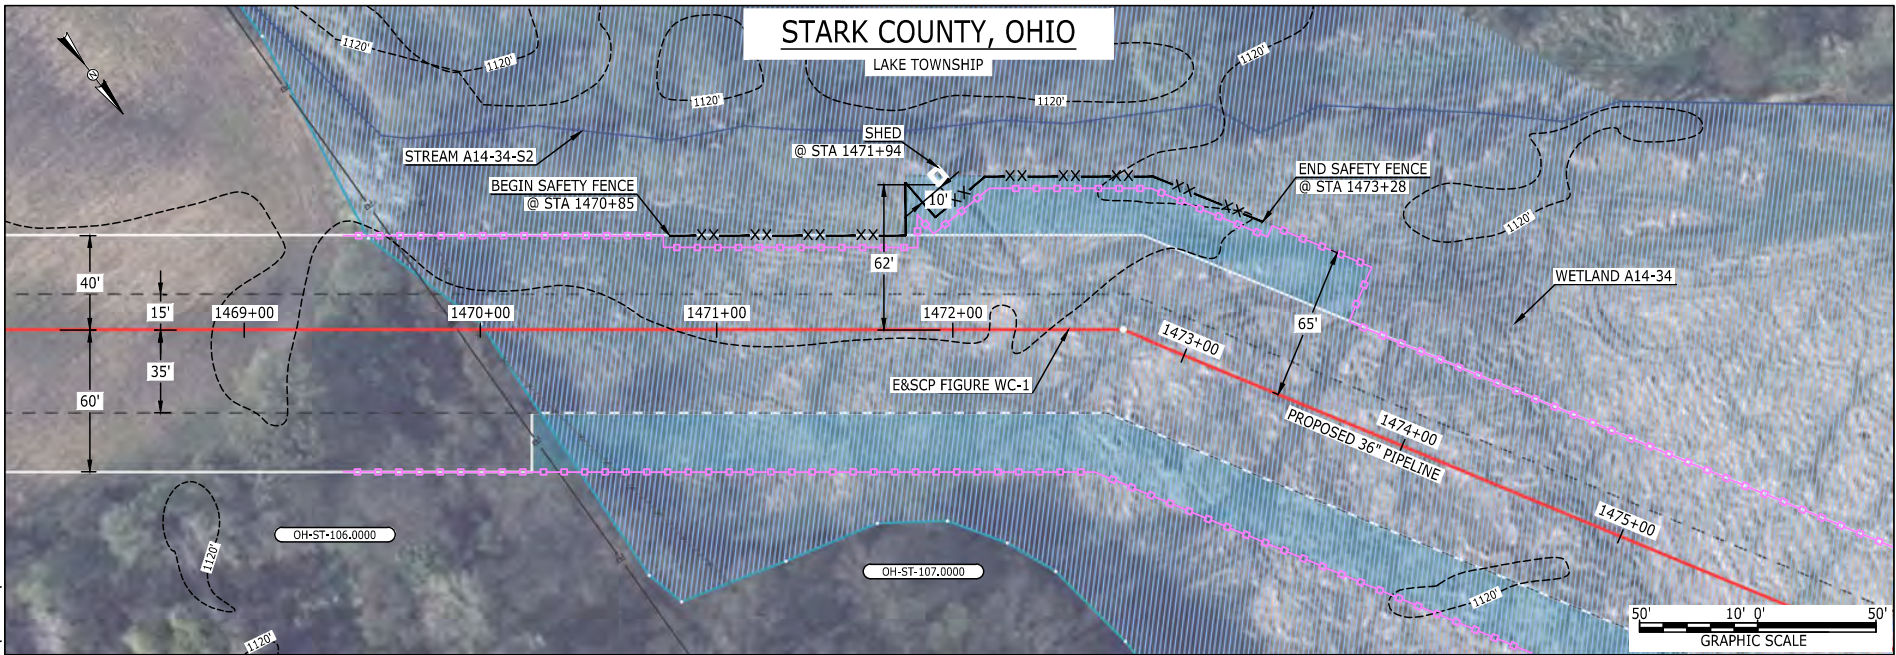 STARK COUNTY, OHIO
LAKE TOWNSHIP
N
1120'
1120'
1120'
1120'
1120'
1120'
STREAM A14-34-S2
SHED
@ STA 1471+94
BEGIN SAFETY FENCE
@ STA 1470+85
END SAFETY FENCE
@ STA 1473+28
10'
62'
WETLAND A14-34
40'
15'
1469+00
1470+00
1471+00
1472+00
1473+00
65'
35'
60'
E&SCP FIGURE WC-1
PROPOSED 36" PIPELINE
1474+00
1475+00
OH-ST-106.0000
OH-ST-107.0000
1120'
1120'
1120'
50' 10' 0' 50'
GRAPHIC SCALE